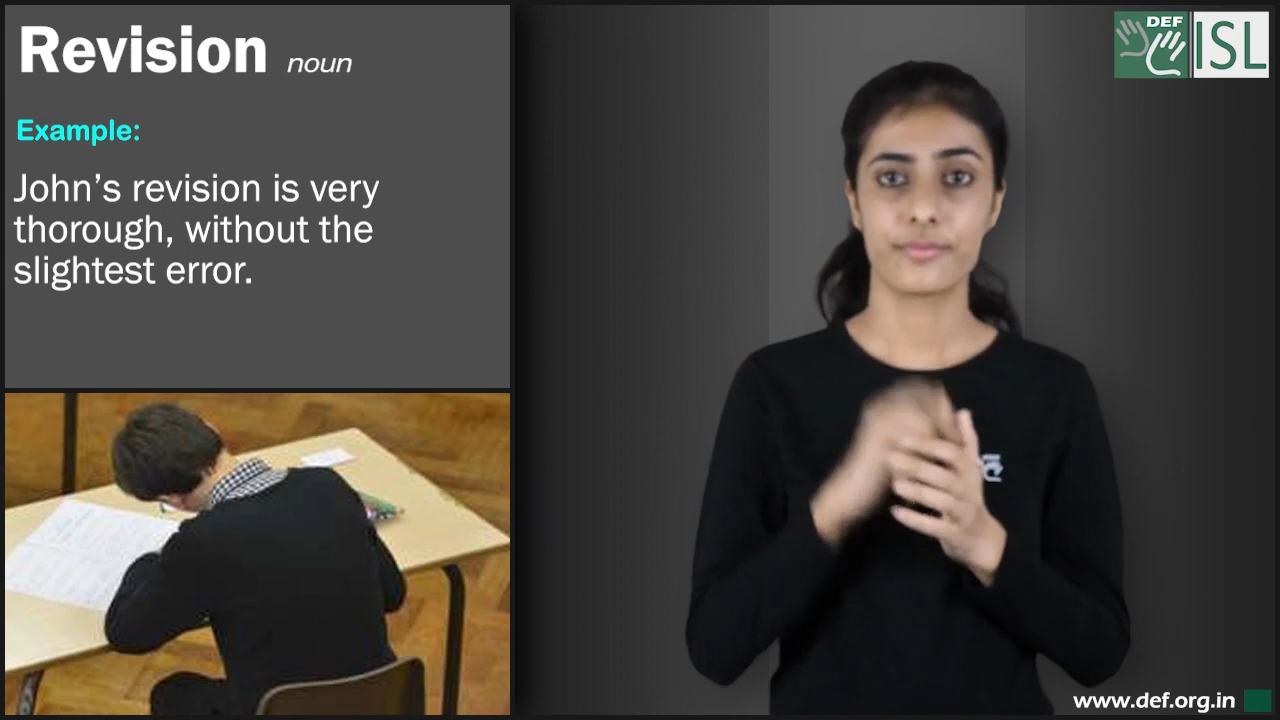 Revision noun
Example:
John’s revision is very
thorough, without the
slightest error.
DEF
ISL
www.def.org.in